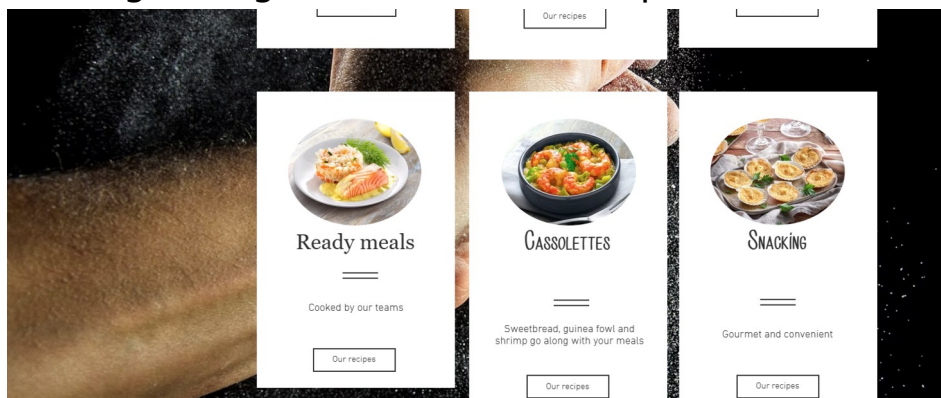 Our recipes
Ready meals
Cooked by our teams
Our recipes
CASSOLETTES
Sweetbread, guinea fowl and
shrimp go along with your meals
Our recipes
SNACKING
Gourmet and convenient
Our recipes